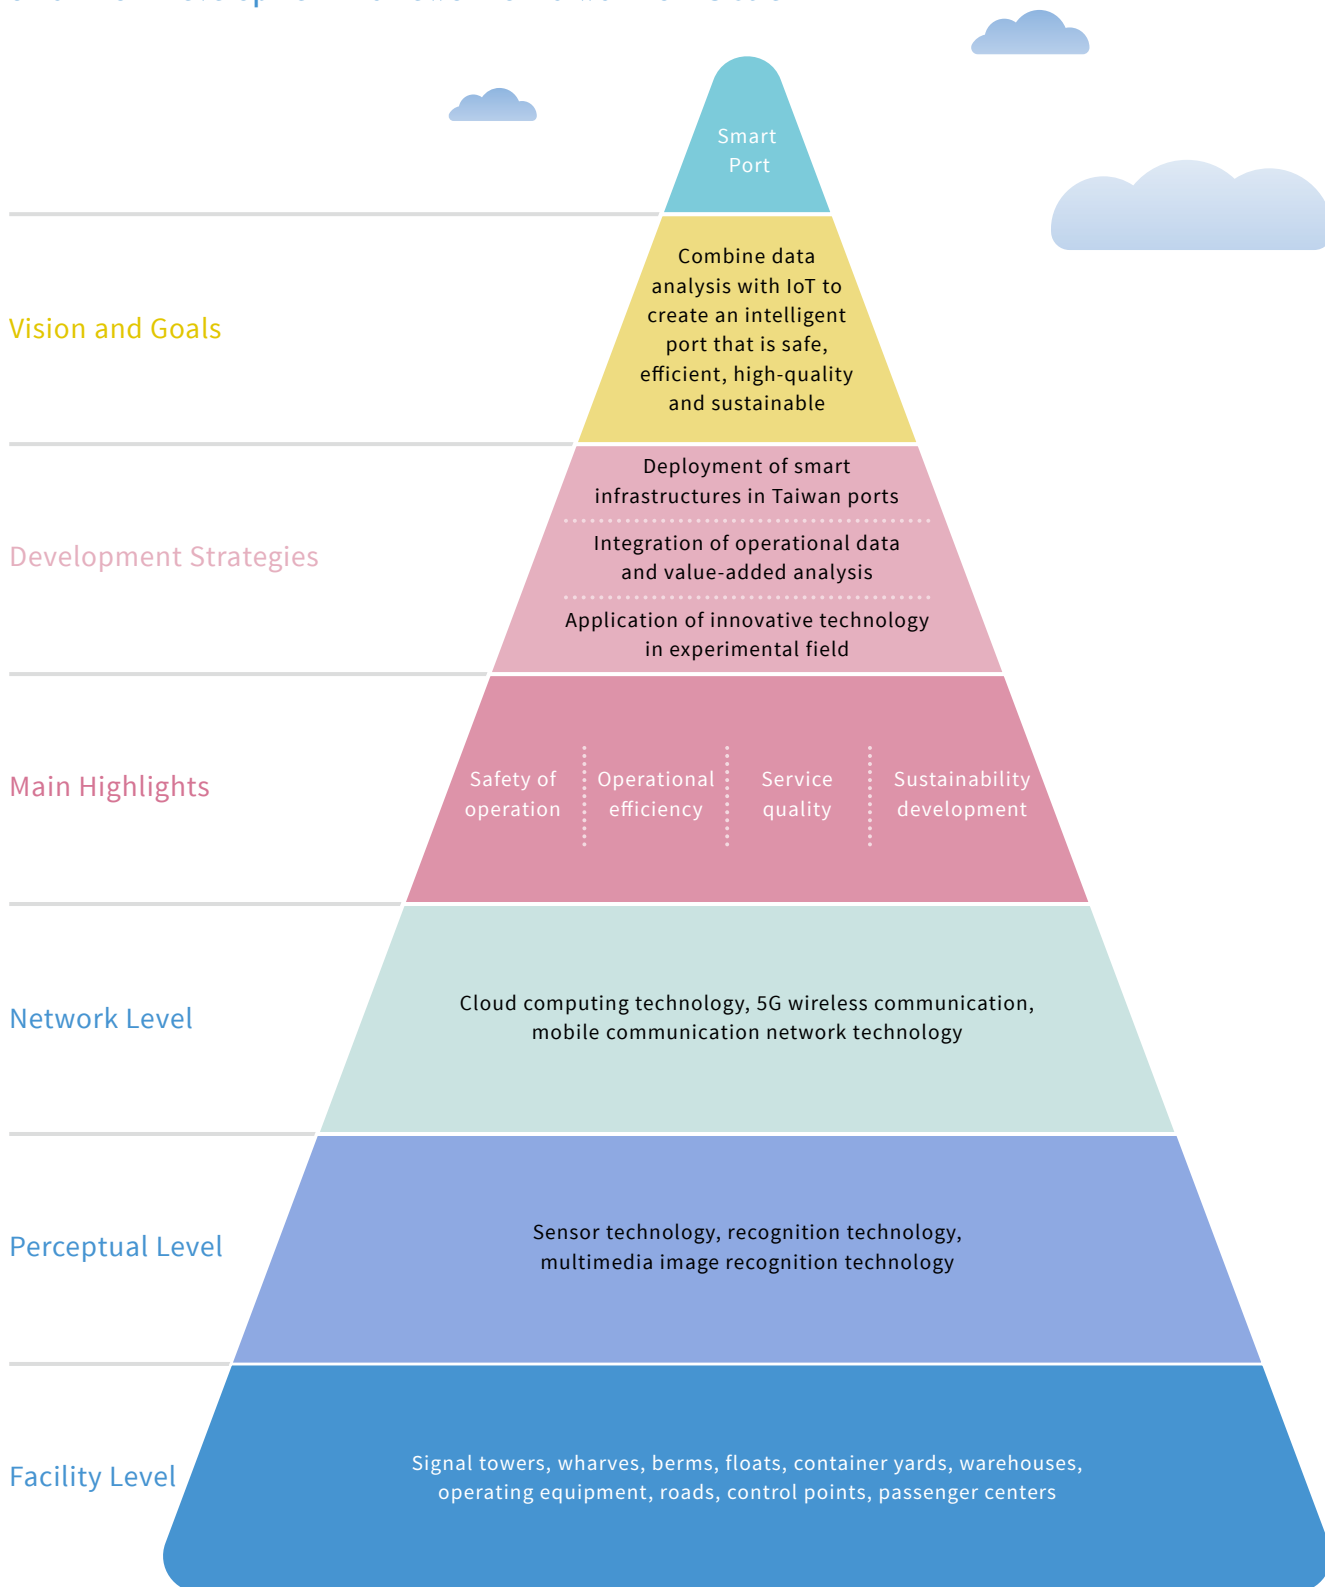 Smart
Port
Vision and Goals
Combine data
analysis with IoT to
create an intelligent
port that is safe,
efficient, high-quality
and sustainable
Development Strategies
Deployment of smart
infrastructures in Taiwan ports
Integration of operational data
and value-added analysis
Application of innovative technology
in experimental field
Main Highlights
Safety of
operation
Operational
efficiency
Service
quality
Sustainability
development
Network Level
Cloud computing technology, 5G wireless communication,
mobile communication network technology
Perceptual Level
Sensor technology, recognition technology,
multimedia image recognition technology
Facility Level
Signal towers, wharves, berms, floats, container yards, warehouses,
operating equipment, roads, control points, passenger centers